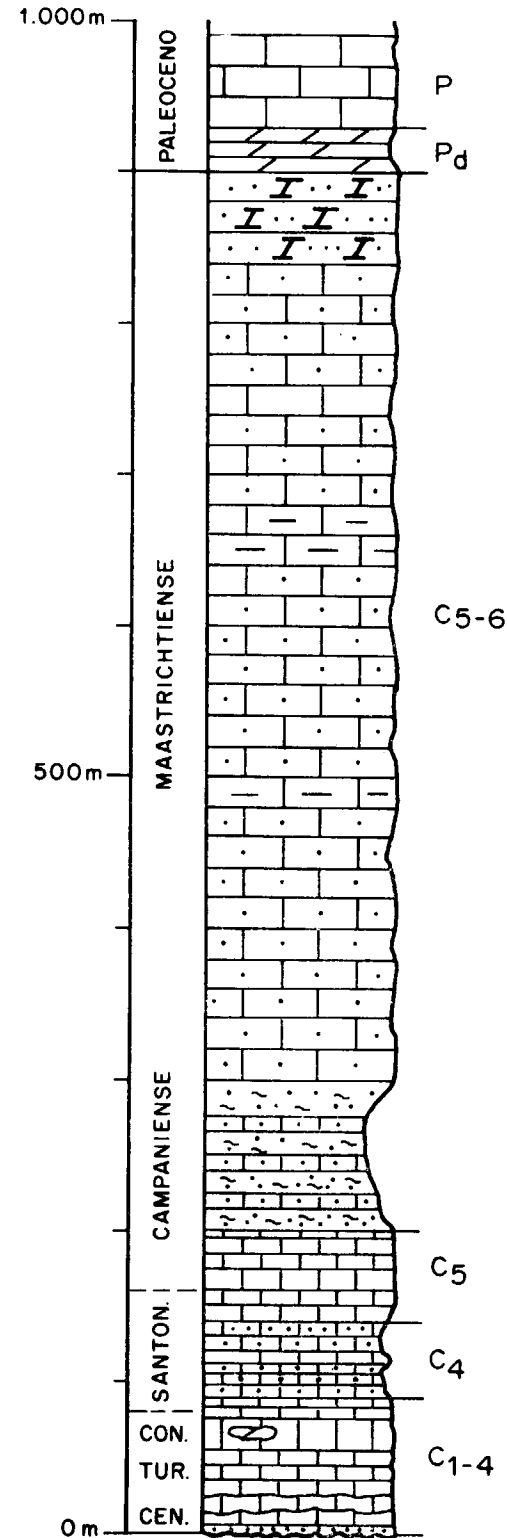 1.000m
PALEOCENO
P
Pd
MAASTRICHTIENSE
C5-6
500m
CAMPANIENSE
C5
SANTON.
C4
CON.
TUR.
C1-4
CEN.
0m